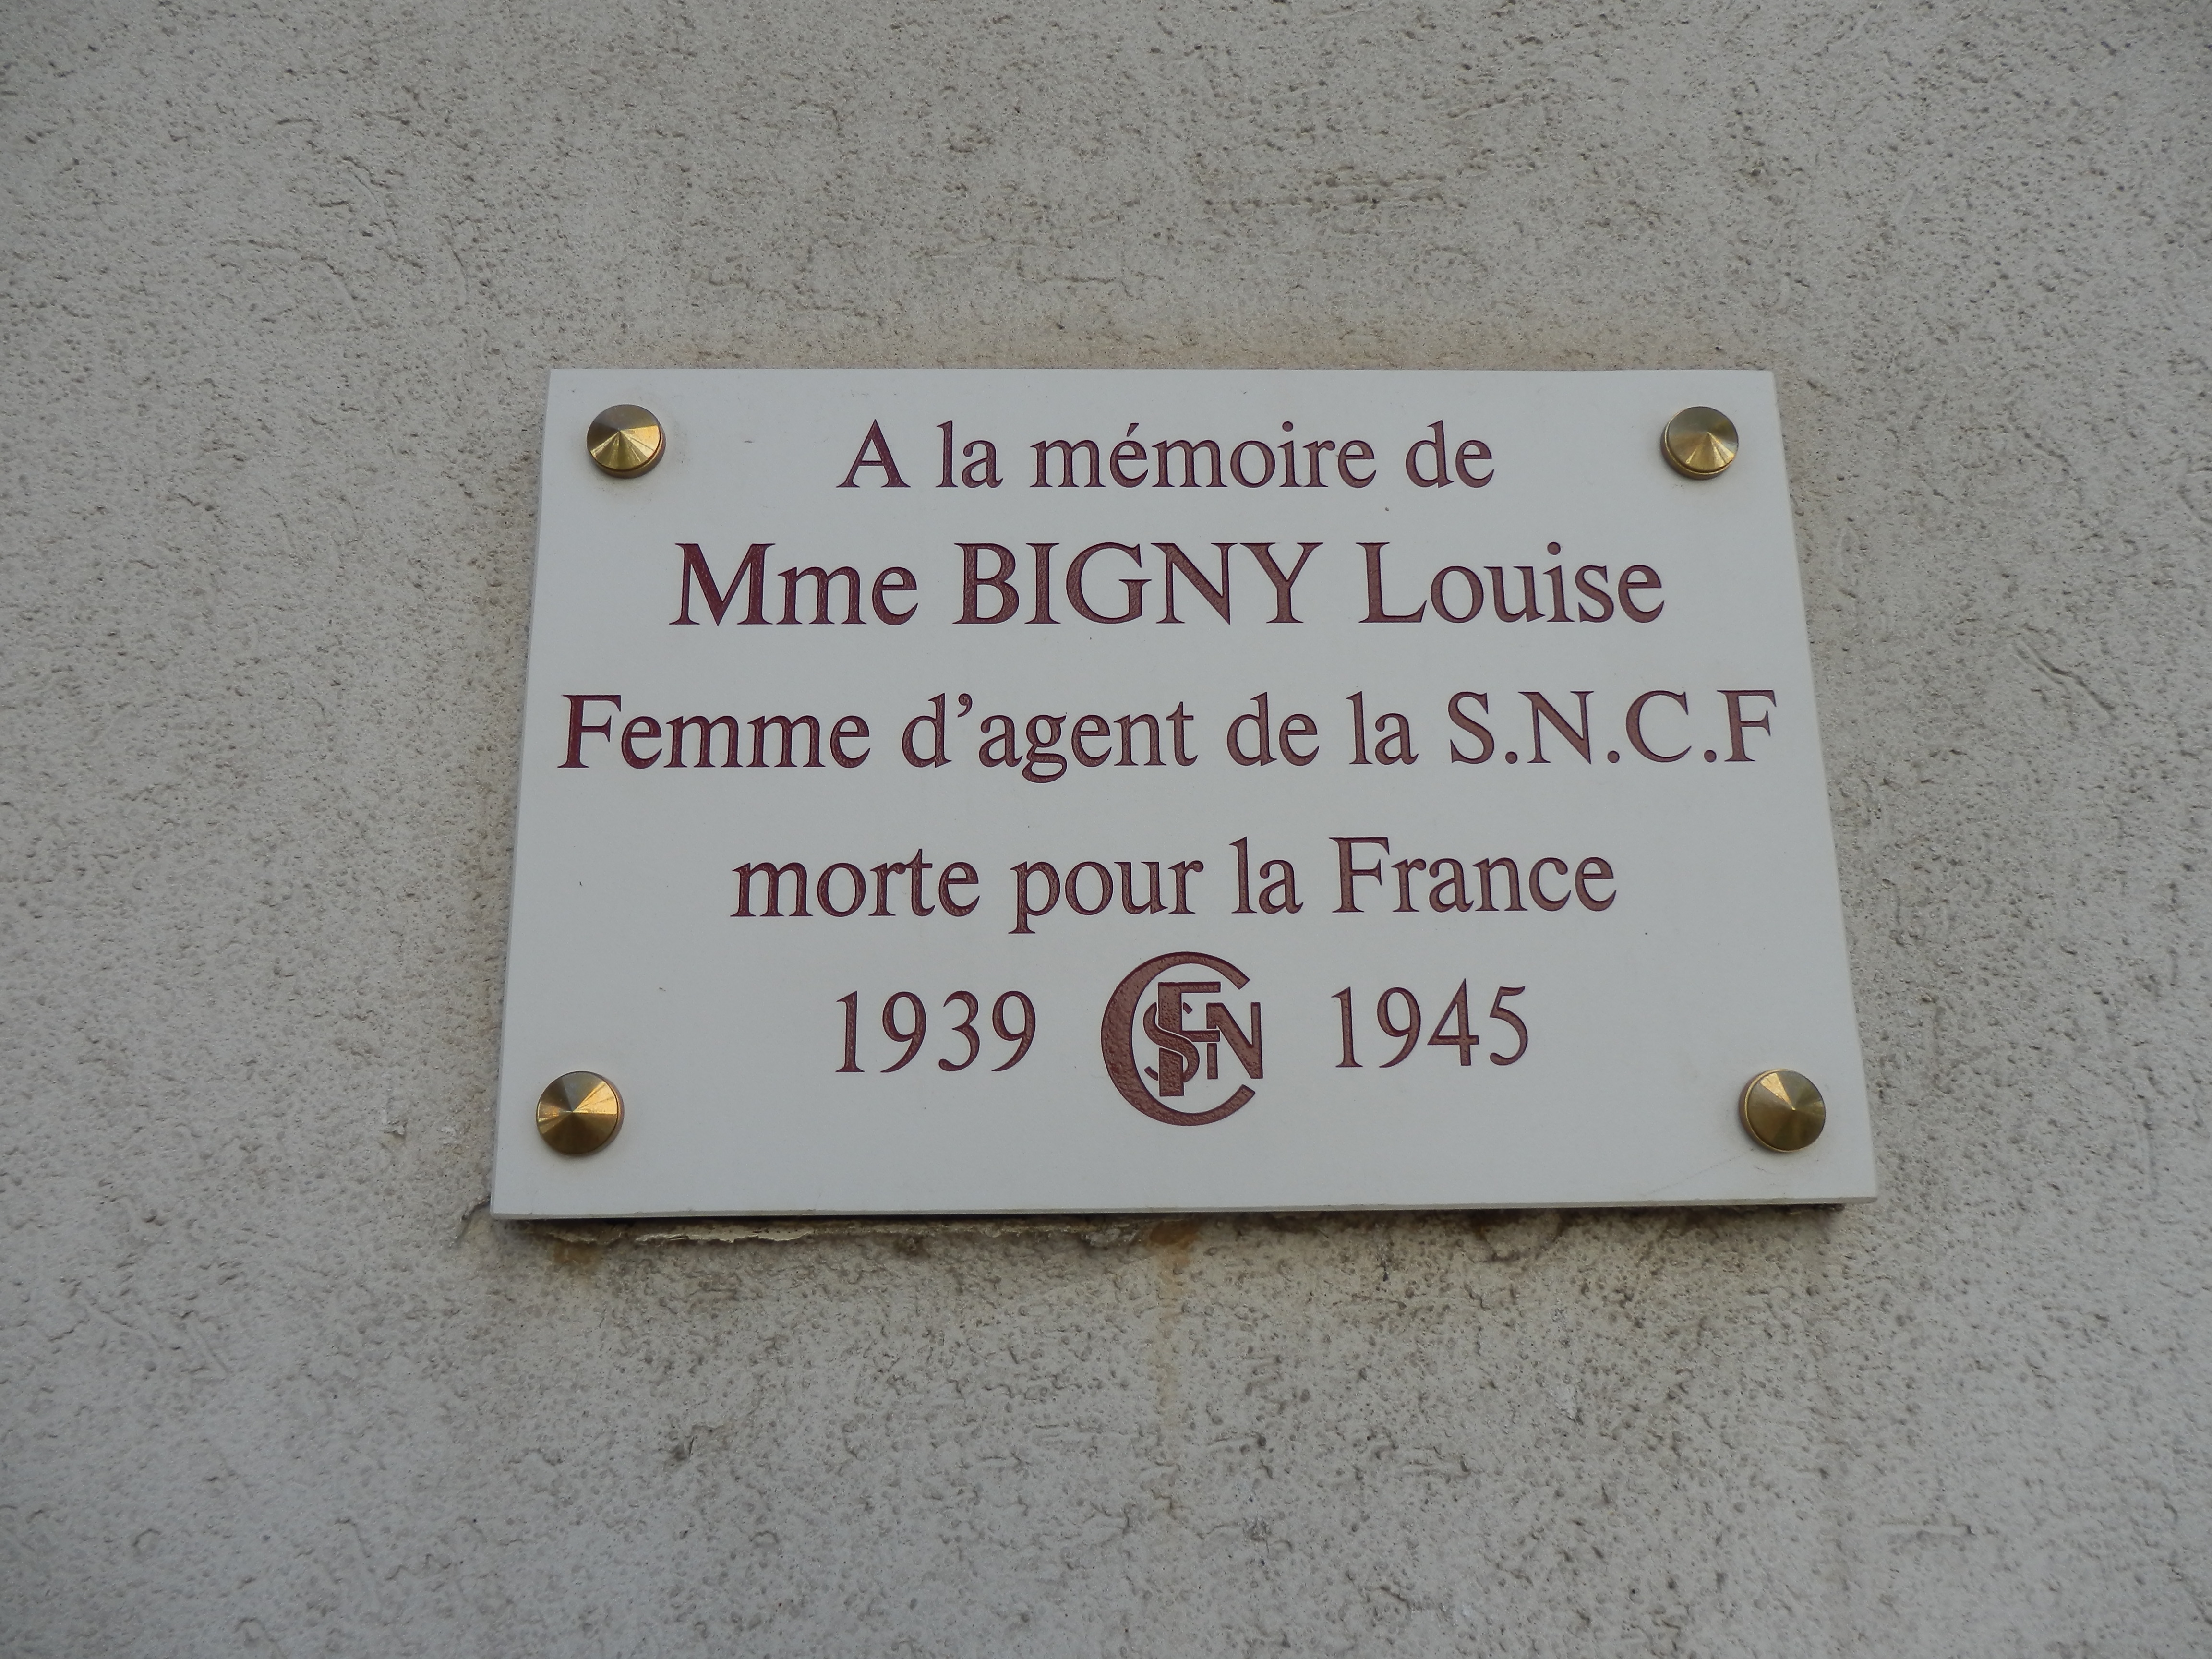 A la mémoire de
Mme BIGNY Louise
Femme d’agent de la S.N.C.F
morte pour la France
1939 SNCF 1945